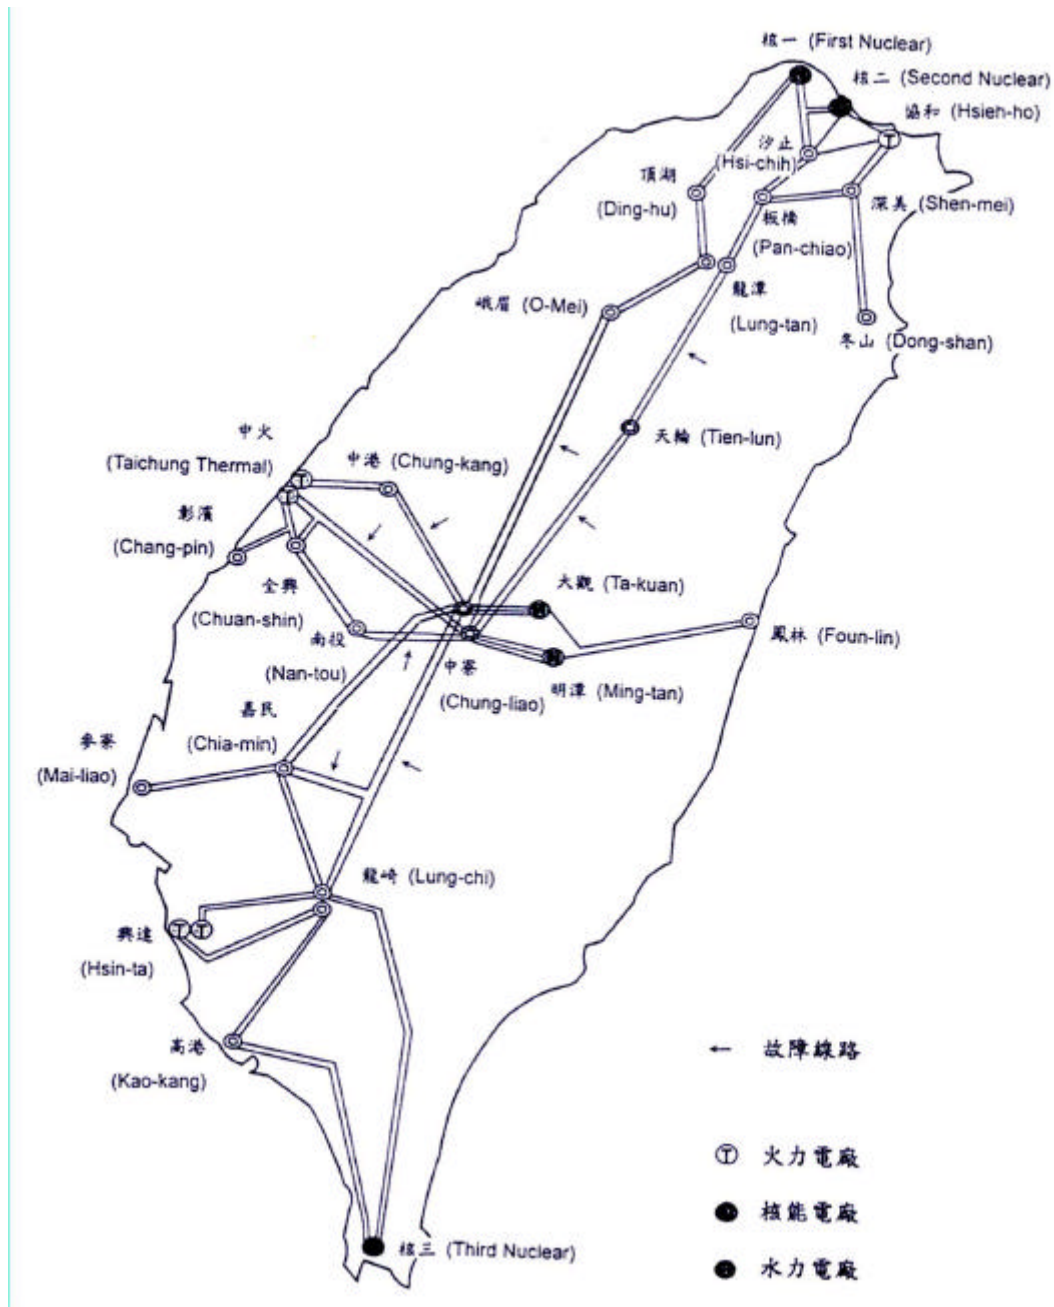 核一 (First Nuclear)
核二 (Second Nuclear)
協和 (Hsieh-ho)
汐止
(Hsi-chih)
頂湖
(Ding-hu)
深美 (Shen-mei)
板橋
(Pan-chiao)
龍潭
(Lung-tan)
峨眉 (O-Mei)
冬山 (Dong-shan)
天輪 (Tien-lun)
中火
(Taichung Thermal)
中港 (Chung-kang)
彰濱
(Chang-pin)
全興
(Chuan-shin)
大觀 (Ta-kuan)
南投
(Nan-tou)
中寮
(Chung-liao)
明潭 (Ming-tan)
鳳林 (Foun-lin)
嘉民
(Chia-min)
麥寮
(Mai-liao)
龍崎 (Lung-chi)
興達
(Hsin-ta)
高港
(Kao-kang)
核三 (Third Nuclear)
← 故障線路
T 火力電廠
核能電廠
水力電廠